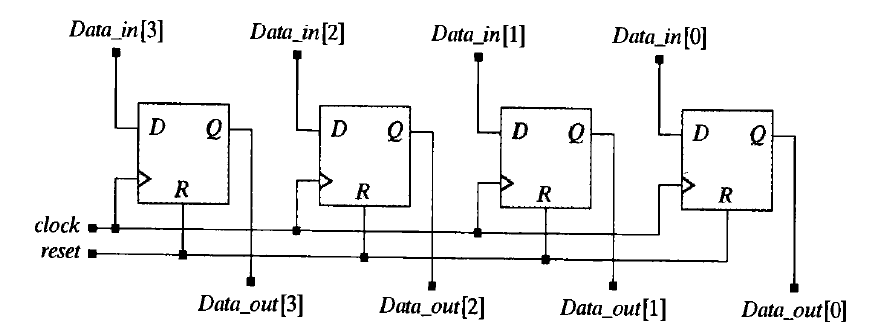 Data_in[3] Data_in[2] Data_in[1] Data_in[0]
D Q D Q D Q D Q
R R R R
clock
reset
Data_out[3] Data_out[2] Data_out[1] Data_out[0]